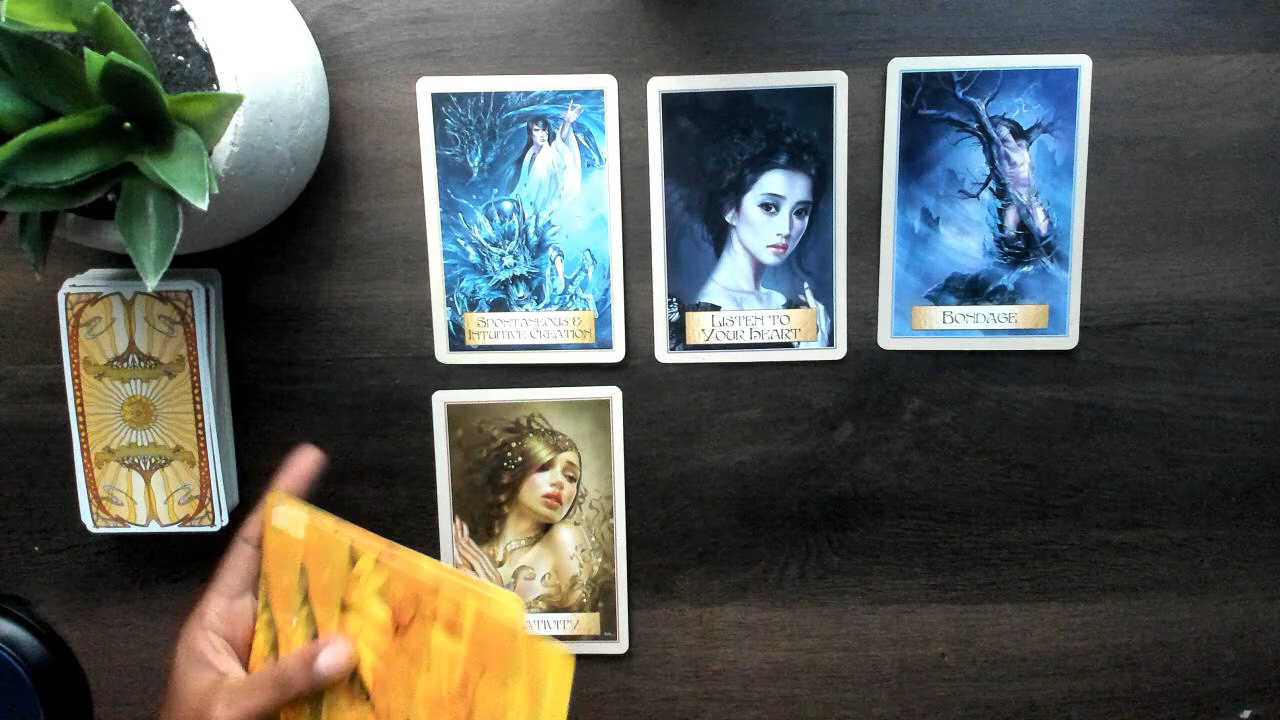 SPONTANEOUS &
INTUITIVE CREATION
LISTEN TO
YOUR HEART
BONDAGE